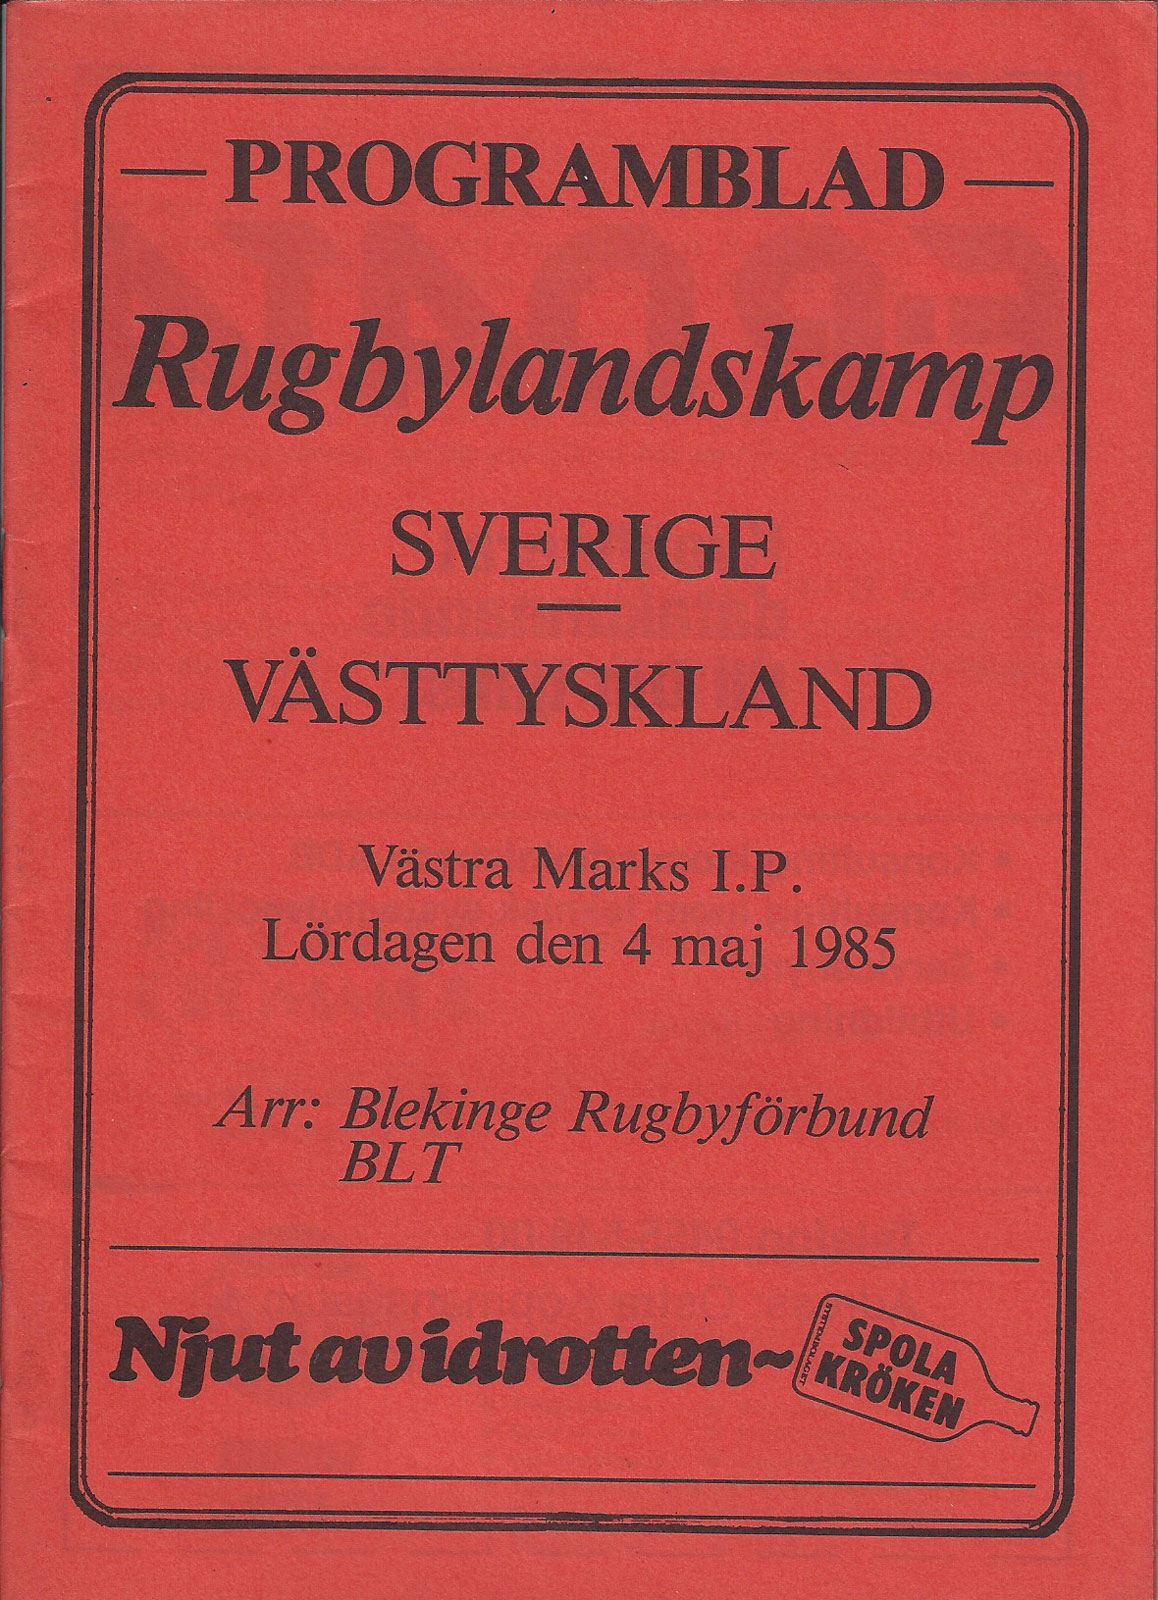 — PROGRAMBLAD —
Rugbylandskamp
SVERIGE
—
VÄSTTYSKLAND
Västra Marks I.P.
Lördagen den 4 maj 1985
Arr: Blekinge Rugbyförbund
BLT
Njut av idrotten~
SYSTEMBOLAGET
SPOLA
KRÖKEN